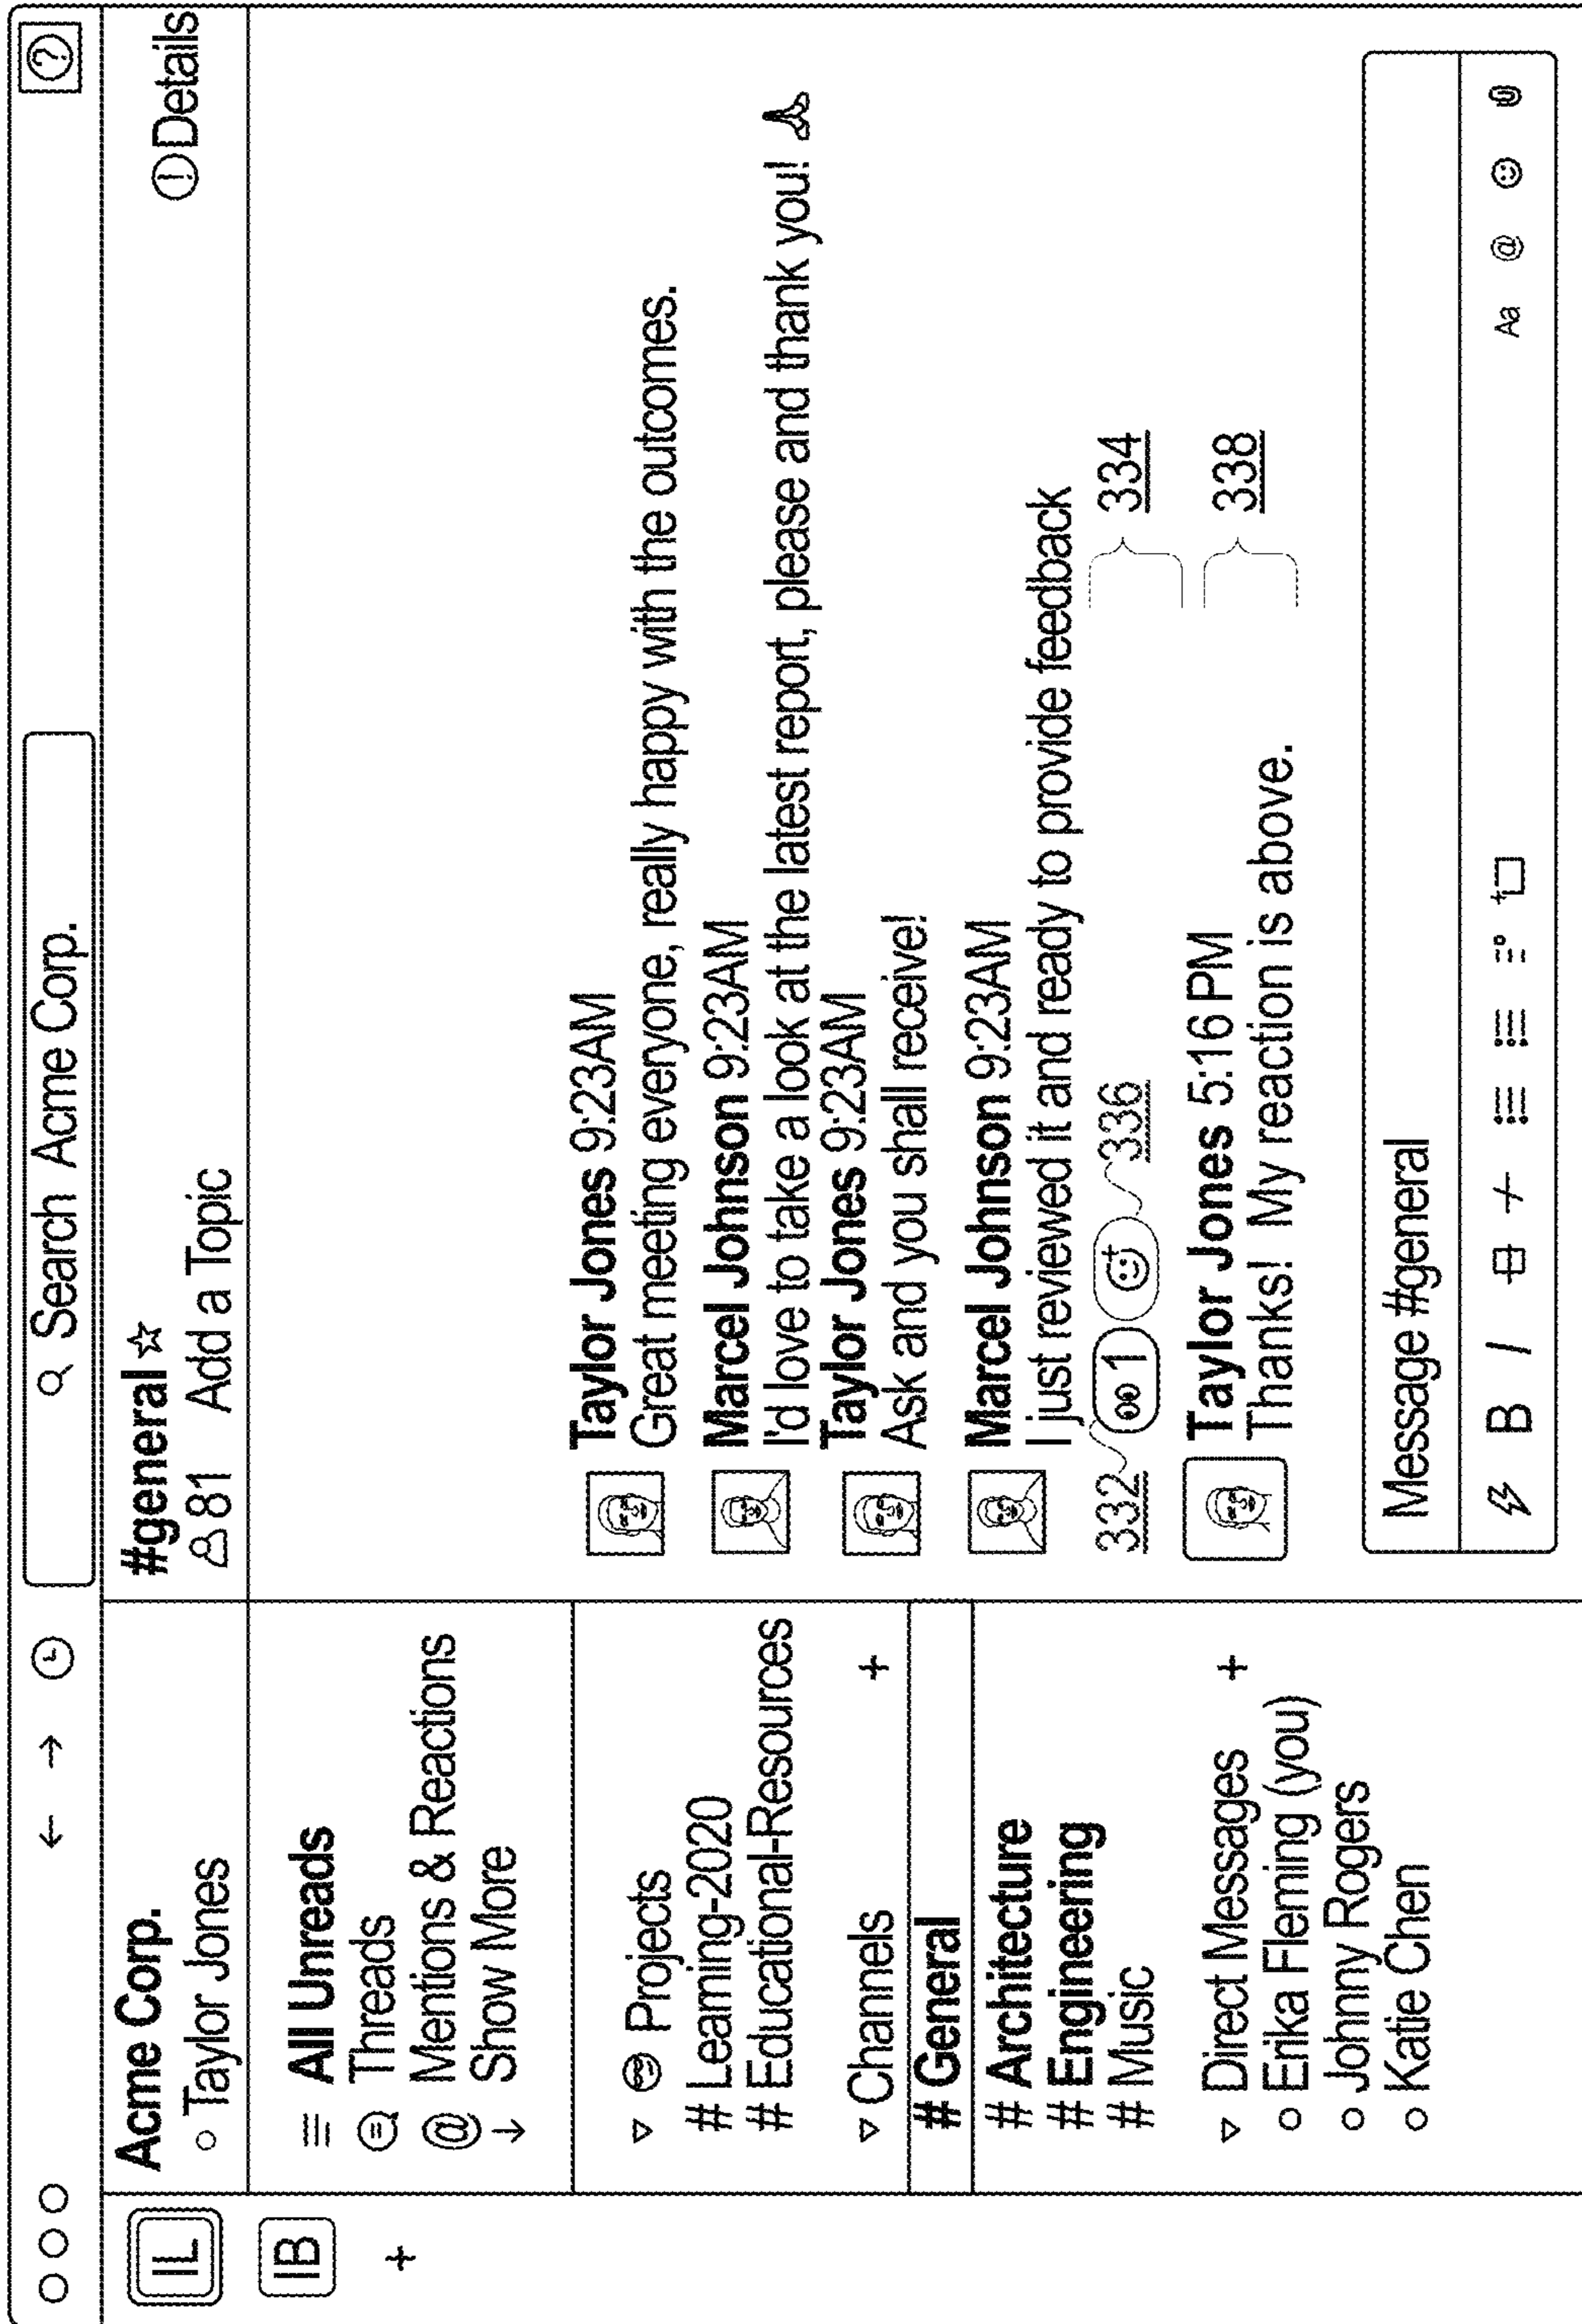 Search Acme Corp.
?
IL
IB
+
Acme Corp.
Taylor Jones
All Unreads
Threads
@ Mentions & Reactions
Show More
Projects
# Learning-2020
# Educational-Resources
Channels +
# General
# Architecture
# Engineering
# Music
Direct Messages +
Erika Fleming (you)
Johnny Rogers
Katie Chen
#general
81 Add a Topic
! Details
Taylor Jones 9:23AM
Great meeting everyone, really happy with the outcomes.
Marcel Johnson 9:23AM
I'd love to take a look at the latest report, please and thank you!
Taylor Jones 9:23AM
Ask and you shall receive!
Marcel Johnson 9:23AM
I just reviewed it and ready to provide feedback
332 1 336 334
Taylor Jones 5:16 PM
Thanks! My reaction is above.
338
Message #general
B I Aa @